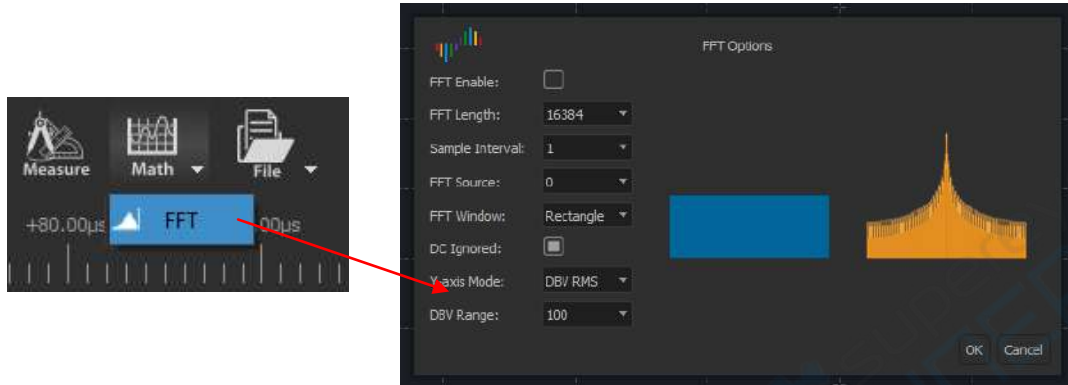 Measure Math File
+80.00µs FFT 00µs
FFT Options
FFT Enable:
FFT Length: 16384
Sample Interval: 1
FFT Source: 0
FFT Window: Rectangle
DC Ignored:
Y-axis Mode: DBV RMS
DBV Range: 100
OK Cancel